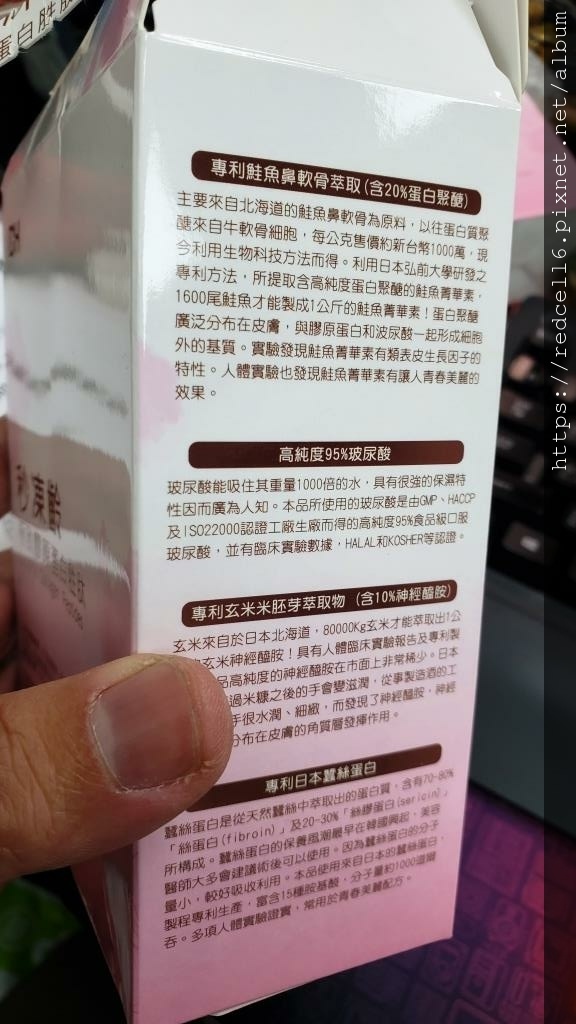 蛋白胜肽
專利鮭魚鼻軟骨萃取(含20%蛋白聚醣)
主要來自北海道的鮭魚鼻軟骨為原料,以往蛋白質聚
醣來自牛軟骨細胞,每公克售價約新台幣1000萬,現
今利用生物科技方法而得。利用日本弘前大學研發之
專利方法,所提取含高純度蛋白聚醣的鮭魚菁華素,
1600尾鮭魚才能製成1公斤的鮭魚菁華素!蛋白聚醣
廣泛分布在皮膚,與膠原蛋白和玻尿酸一起形成細胞
外的基質。實驗發現鮭魚菁華素有類表皮生長因子的
特性。人體實驗也發現鮭魚菁華素有讓人青春美麗的
效果。
高純度95%玻尿酸
玻尿酸能吸住其重量1000倍的水,具有很強的保濕特
性因而廣為人知。本品所使用的玻尿酸是由GMP、HACCP
及ISO22000認證工廠生廠而得的高純度95%食品級口服
玻尿酸,並有臨床實驗數據,HALAL和KOSHER等認證。
專利玄米米胚芽萃取物 (含10%神經醯胺)
玄米來自於日本北海道,80000Kg玄米才能萃取出1公
玄米神經醯胺!具有人體臨床實驗報告及專利製
品高純度的神經醯胺在市面上非常稀少。日本
過米糠之後的手會變滋潤,從事製造酒的工
手很水潤、細緻,而發現了神經醯胺,神經
分布在皮膚的角質層發揮作用。
專利日本蠶絲蛋白
蠶絲蛋白是從天然蠶絲中萃取出的蛋白質,含有70-80%
「絲蛋白(fibroin)」及20-30%「絲膠蛋白(sericin)」
所構成。蠶絲蛋白的保養風潮最早在韓國興起,美容
醫師大多會建議術後可以使用。因為蠶絲蛋白的分子
量小,較好吸收利用。本品使用來自日本的蠶絲蛋白,
製程專利生產,富含15種胺基酸,分子量約1000道爾
吞。多項人體實驗證實,常用於青春美麗配方。
秒凍齡
蛋白胜肽
https://redcell16.pixnet.net/album